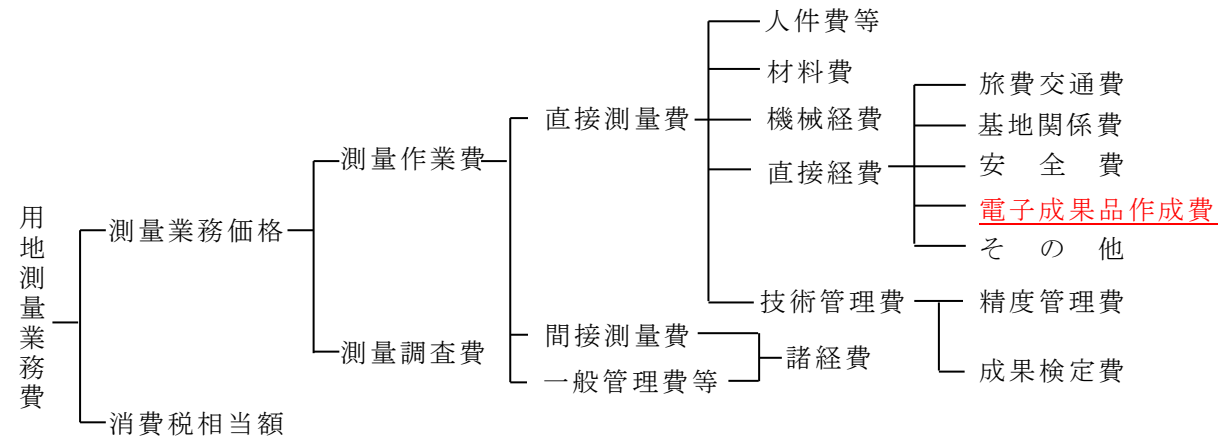 用地測量業務費
測量業務価格
消費税相当額
測量作業費
測量調査費
直接測量費
間接測量費
一般管理費等
諸経費
人件費等
材料費
機械経費
直接経費
技術管理費
旅費交通費
基地関係費
安全費
電子成果品作成費
その他
精度管理費
成果検定費